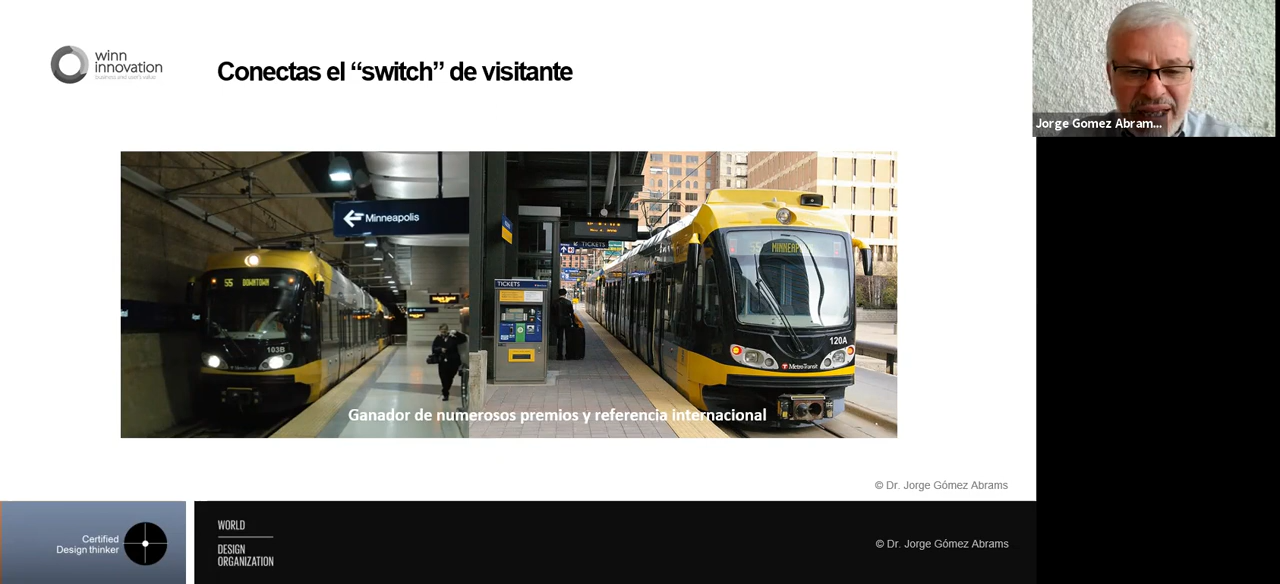 winn
innovation
Conectas el “switch” de visitante
Jorge Gomez Abram...
Minneapolis
55 DOWNTOWN
103B
TICKETS
TICKETS
55 MINNEAPOLIS
120A
MetroTransit
Ganador de numerosos premios y referencia internacional
© Dr. Jorge Gómez Abrams
Certified
Design thinker
WORLD
DESIGN
ORGANIZATION
© Dr. Jorge Gómez Abrams